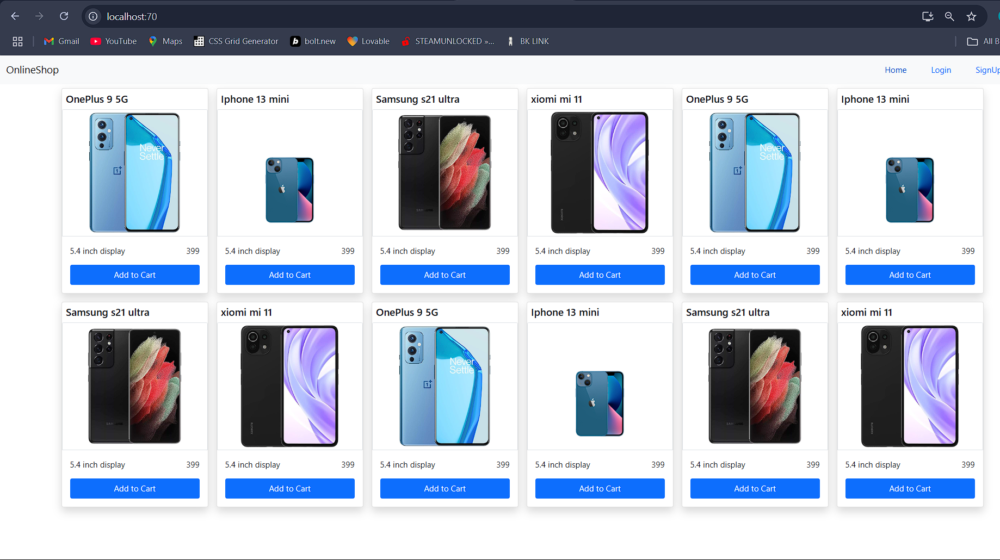 localhost:70
Gmail YouTube Maps CSS Grid Generator bolt.new Lovable STEAMUNLOCKED »... BK LINK All B
OnlineShop Home Login SignUp
OnePlus 9 5G Iphone 13 mini Samsung s21 ultra xiomi mi 11 OnePlus 9 5G Iphone 13 mini
Never Never
Settle Settle
SAMSUNG
XIAOMI
5.4 inch display 399 5.4 inch display 399 5.4 inch display 399 5.4 inch display 399 5.4 inch display 399 5.4 inch display 399
Add to Cart Add to Cart Add to Cart Add to Cart Add to Cart Add to Cart
Samsung s21 ultra xiomi mi 11 OnePlus 9 5G Iphone 13 mini Samsung s21 ultra xiomi mi 11
Never
Settle
SAMSUNG XIAOMI SAMSUNG XIAOMI
5.4 inch display 399 5.4 inch display 399 5.4 inch display 399 5.4 inch display 399 5.4 inch display 399 5.4 inch display 399
Add to Cart Add to Cart Add to Cart Add to Cart Add to Cart Add to Cart